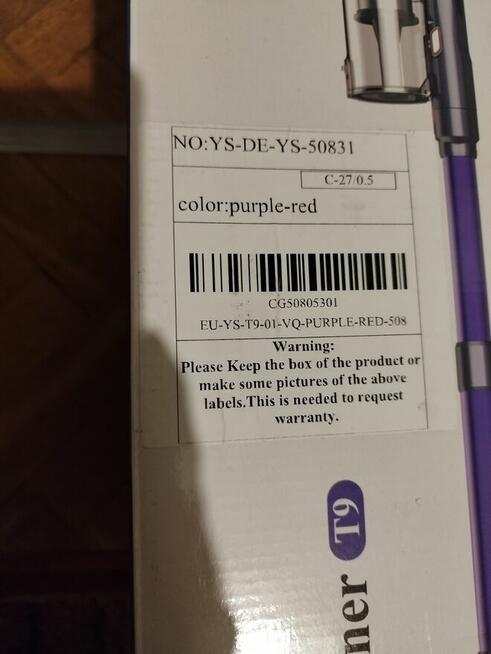 NO:YS-DE-YS-50831
C-27/0.5
color:purple-red
CG50805301
EU-YS-T9-01-VQ-PURPLE-RED-508
Warning:
Please Keep the box of the product or
make some pictures of the above
labels.This is needed to request
warranty.
ner T9